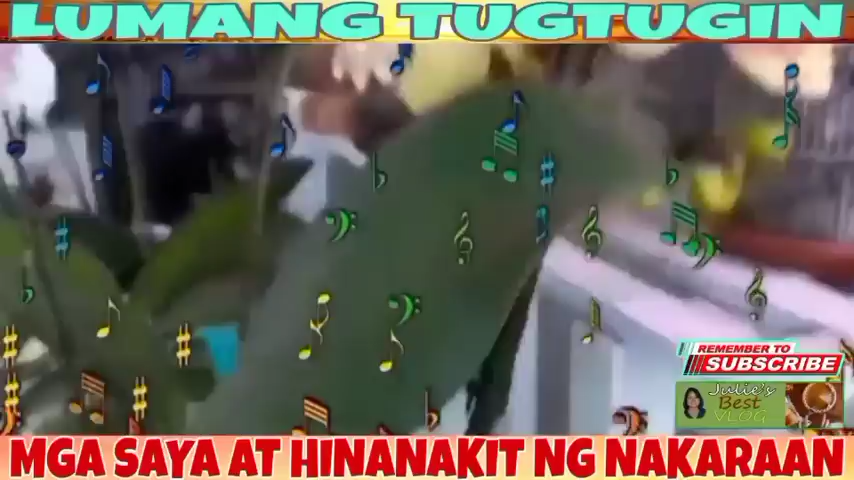 LUMANG TUGTUGIN
REMEMBER TO
SUBSCRIBE
Julie's
Best
VLOG
MGA SAYA AT HINANAKIT NG NAKARAAN